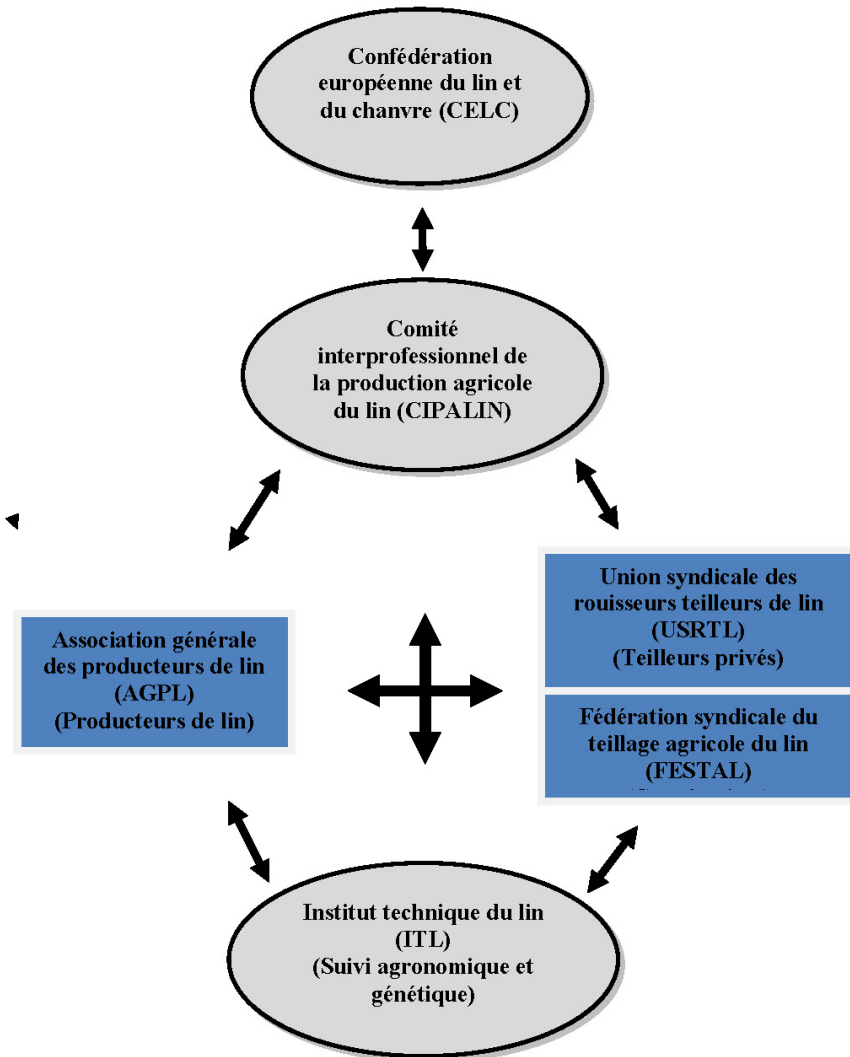 Confédération
européenne du lin et
du chanvre (CELC)
Comité
interprofessionnel de
la production agricole
du lin (CIPALIN)
Association générale
des producteurs de lin
(AGPL)
(Producteurs de lin)
Union syndicale des
rouisseurs teilleurs de lin
(USRTL)
(Teilleurs privés)
Fédération syndicale du
teillage agricole du lin
(FESTAL)
Institut technique du lin
(ITL)
(Suivi agronomique et
génétique)